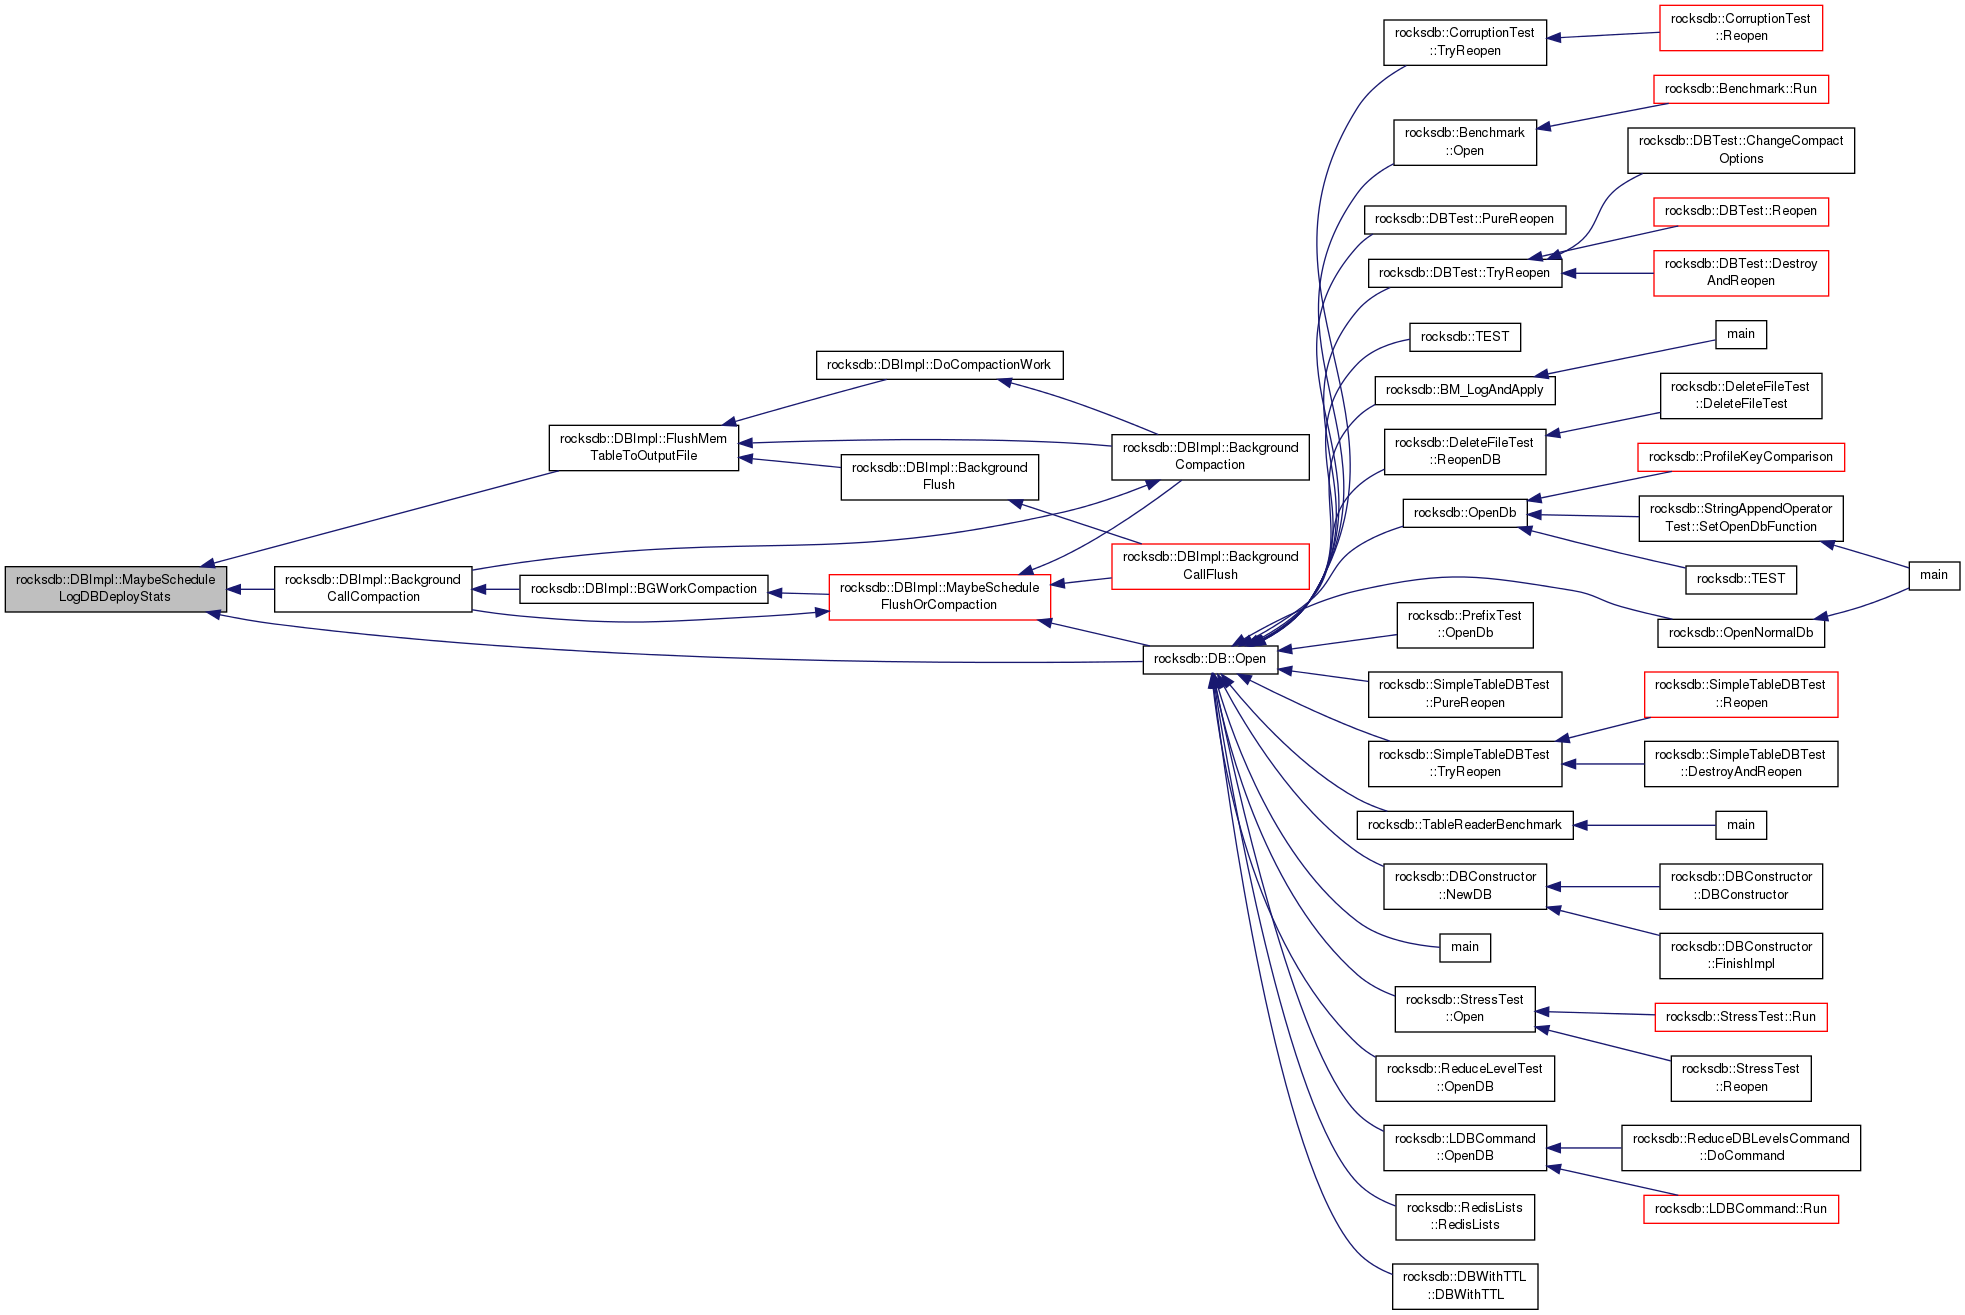 rocksdb::DBImpl::MaybeSchedule
LogDBDeployStats
rocksdb::DBImpl::FlushMem
TableToOutputFile
rocksdb::DBImpl::DoCompactionWork
rocksdb::DBImpl::Background
Compaction
rocksdb::DBImpl::Background
Flush
rocksdb::DBImpl::Background
CallFlush
rocksdb::DBImpl::Background
CallCompaction
rocksdb::DBImpl::BGWorkCompaction
rocksdb::DBImpl::MaybeSchedule
FlushOrCompaction
rocksdb::DB::Open
rocksdb::CorruptionTest
::TryReopen
rocksdb::CorruptionTest
::Reopen
rocksdb::Benchmark
::Open
rocksdb::Benchmark::Run
rocksdb::DBTest::PureReopen
rocksdb::DBTest::TryReopen
rocksdb::DBTest::ChangeCompact
Options
rocksdb::DBTest::Reopen
rocksdb::DBTest::Destroy
AndReopen
rocksdb::TEST
rocksdb::BM_LogAndApply
main
rocksdb::DeleteFileTest
::ReopenDB
rocksdb::DeleteFileTest
::DeleteFileTest
rocksdb::OpenDb
rocksdb::ProfileKeyComparison
rocksdb::StringAppendOperator
Test::SetOpenDbFunction
rocksdb::TEST
main
rocksdb::OpenNormalDb
rocksdb::PrefixTest
::OpenDb
rocksdb::SimpleTableDBTest
::PureReopen
rocksdb::SimpleTableDBTest
::TryReopen
rocksdb::SimpleTableDBTest
::Reopen
rocksdb::SimpleTableDBTest
::DestroyAndReopen
rocksdb::TableReaderBenchmark
main
rocksdb::DBConstructor
::NewDB
rocksdb::DBConstructor
::DBConstructor
rocksdb::DBConstructor
::FinishImpl
main
rocksdb::StressTest
::Open
rocksdb::StressTest::Run
rocksdb::StressTest
::Reopen
rocksdb::ReduceLevelTest
::OpenDB
rocksdb::LDBCommand
::OpenDB
rocksdb::ReduceDBLevelsCommand
::DoCommand
rocksdb::LDBCommand::Run
rocksdb::RedisLists
::RedisLists
rocksdb::DBWithTTL
::DBWithTTL